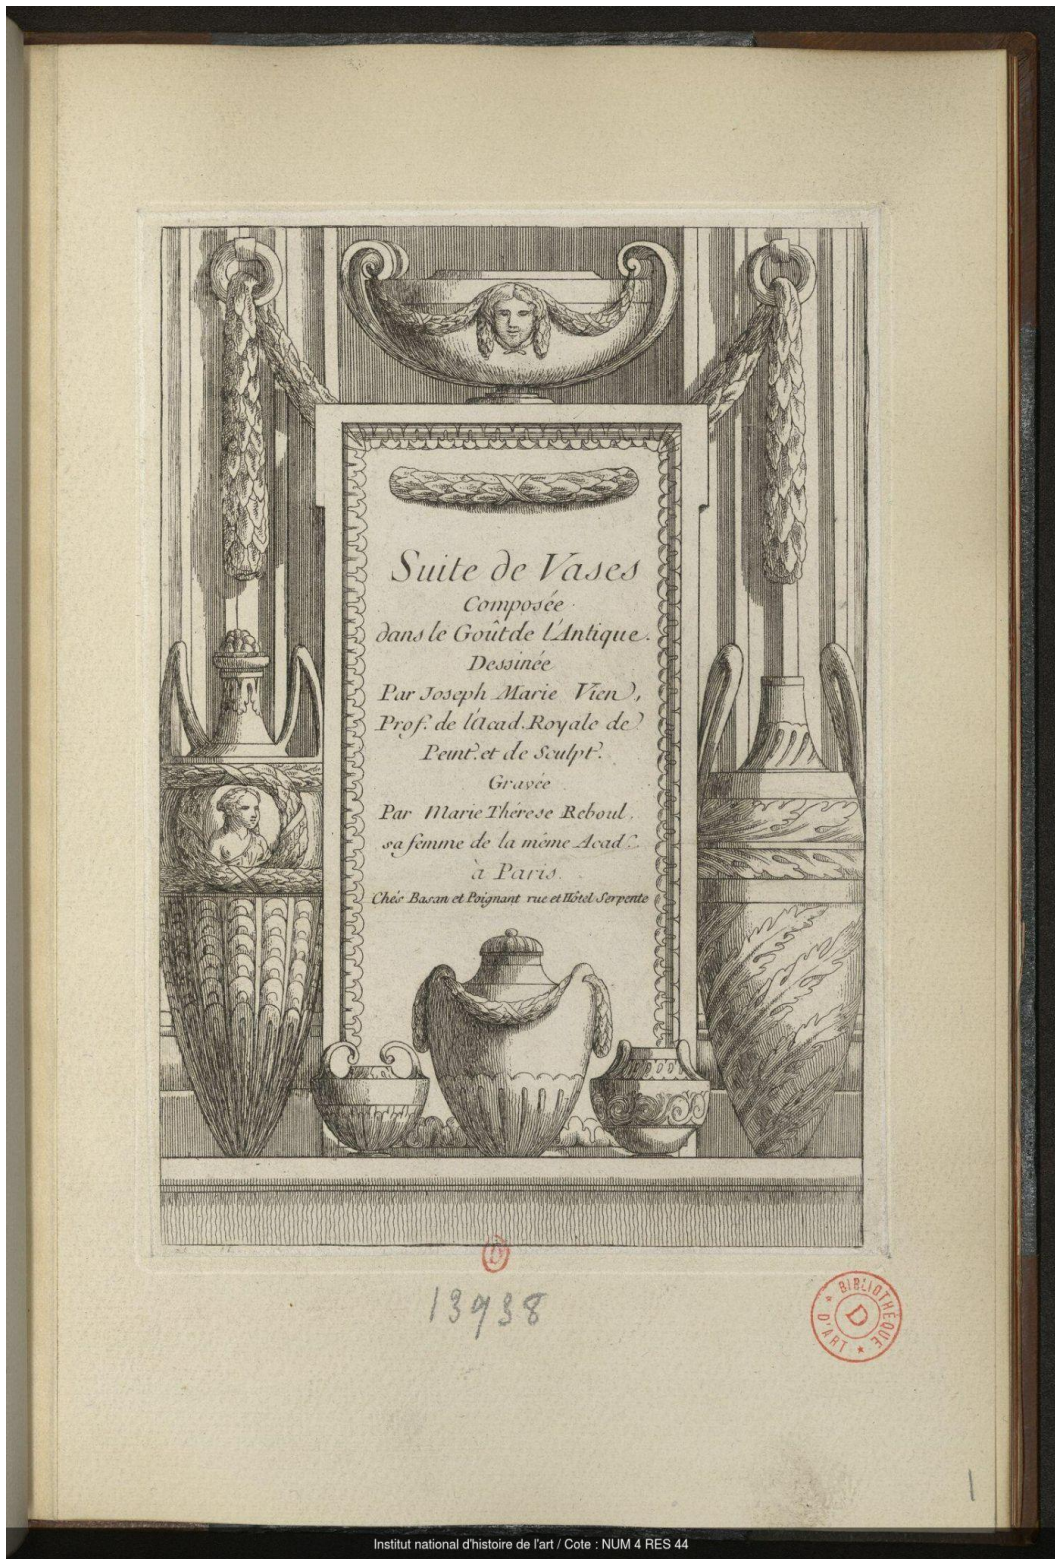 Suite de Vases
Composée
dans le Goût de l'Antique.
Dessinée
Par Joseph Marie Vien,
Prof. de l'Acad. Royale de
Peint. et de Sculpt.
Gravée
Par Marie Thérese Reboul,
sa femme de la même Acad.
à Paris.
Chés Basan et Poignant rue et Hôtel Serpente
D
13938
BIBLIOTHÈQUE
D'ART
D
1
Institut national d'histoire de l'art / Cote : NUM 4 RES 44